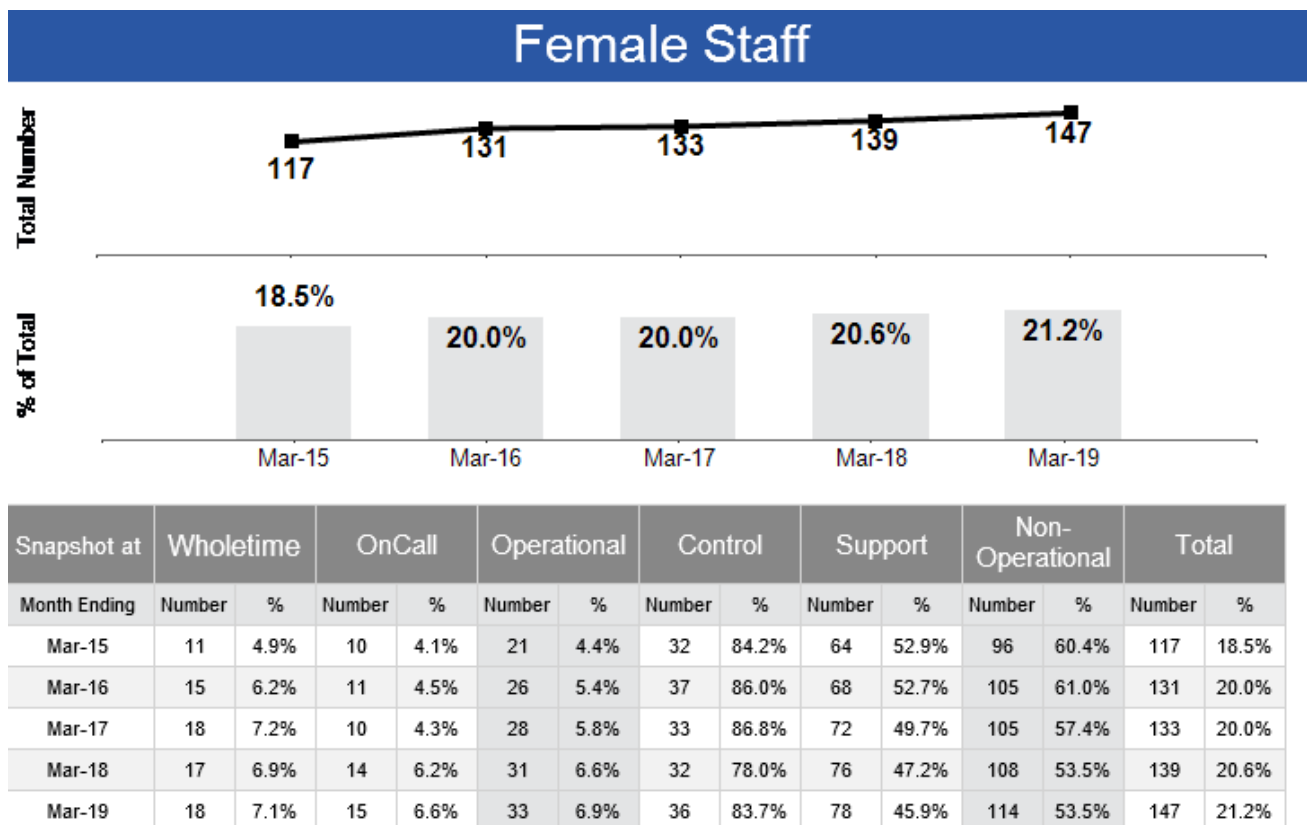 Female Staff
Total Number
117
131
133
139
147
% of Total
18.5%
20.0%
20.0%
20.6%
21.2%
Mar-15
Mar-16
Mar-17
Mar-18
Mar-19
Snapshot at Wholetime OnCall Operational Control Support Non-Operational Total
Month Ending Number % Number % Number % Number % Number % Number % Number %
Mar-15 11 4.9% 10 4.1% 21 4.4% 32 84.2% 64 52.9% 96 60.4% 117 18.5%
Mar-16 15 6.2% 11 4.5% 26 5.4% 37 86.0% 68 52.7% 105 61.0% 131 20.0%
Mar-17 18 7.2% 10 4.3% 28 5.8% 33 86.8% 72 49.7% 105 57.4% 133 20.0%
Mar-18 17 6.9% 14 6.2% 31 6.6% 32 78.0% 76 47.2% 108 53.5% 139 20.6%
Mar-19 18 7.1% 15 6.6% 33 6.9% 36 83.7% 78 45.9% 114 53.5% 147 21.2%